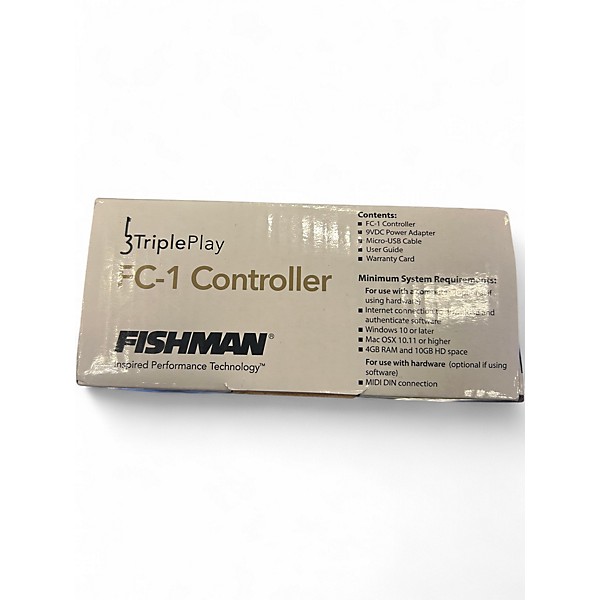 TriplePlay
FC-1 Controller
FISHMAN®
Inspired Performance Technology™
Contents:
■ FC-1 Controller
■ 9VDC Power Adapter
■ Micro-USB Cable
■ User Guide
■ Warranty Card
Minimum System Requirements:
For use with a
using hardware)
■ Internet connection to and
authenticate software
■ Windows 10 or later
■ Mac OSX 10.11 or higher
■ 4GB RAM and 10GB HD space
For use with hardware (optional if using
software)
■ MIDI DIN connection